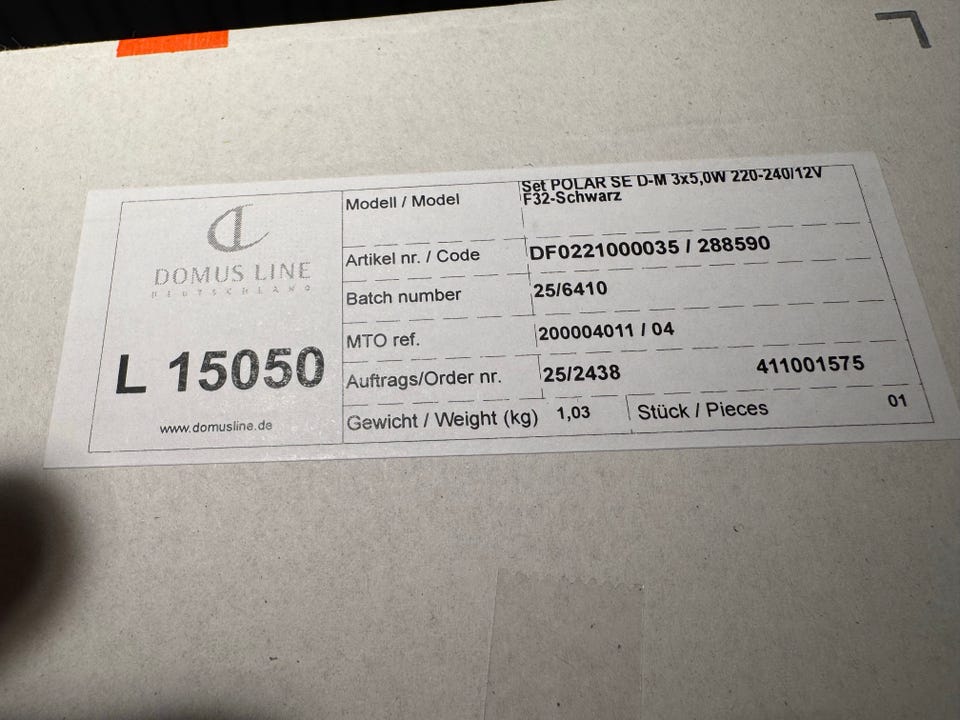 DOMUS LINE
DEUTSCHLAND
L 15050
www.domusline.de
Modell / Model Set POLAR SE D-M 3x5,0W 220-240/12V
F32-Schwarz
Artikel nr. / Code DF0221000035 / 288590
Batch number 25/6410
MTO ref. 200004011 / 04
Auftrags/Order nr. 25/2438 411001575
Gewicht / Weight (kg) 1,03 Stück / Pieces 01